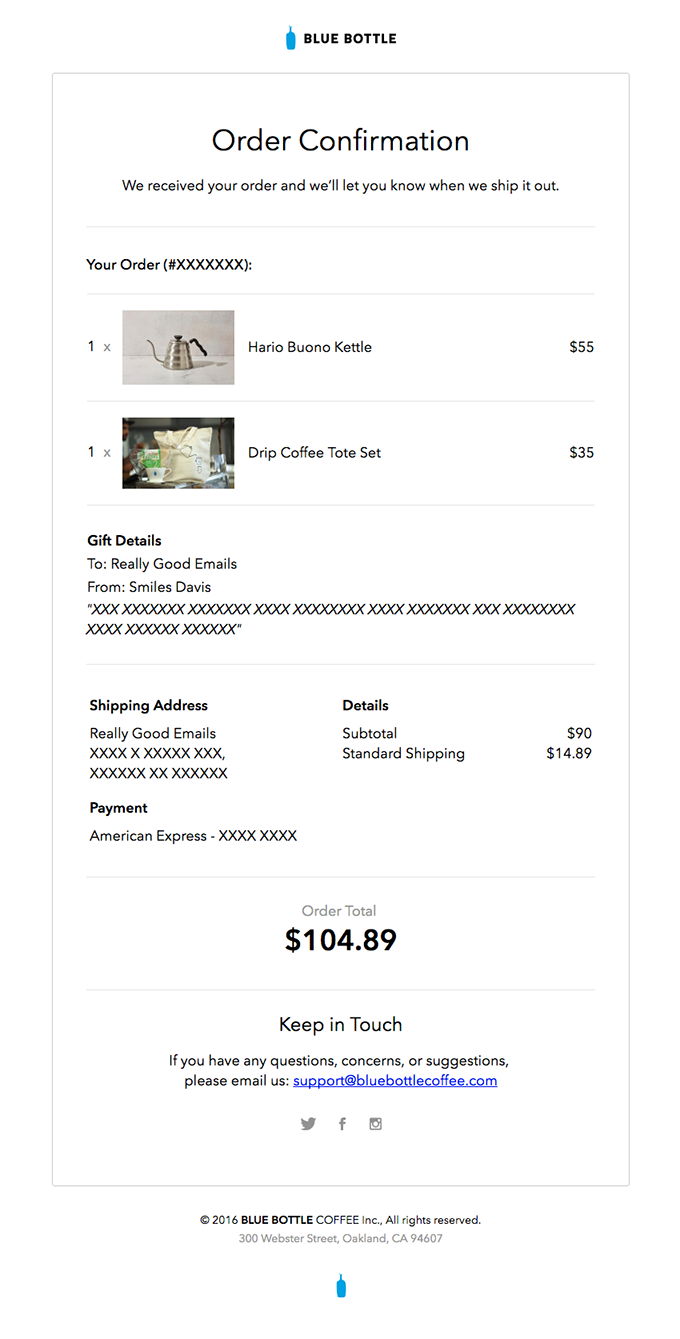 BLUE BOTTLE
Order Confirmation
We received your order and we’ll let you know when we ship it out.
Your Order (#XXXXXXX):
1 x Hario Buono Kettle $55
1 x Drip Coffee Tote Set $35
Gift Details
To: Really Good Emails
From: Smiles Davis
"XXX XXXXXXX XXXXXXX XXXX XXXXXXXX XXXX XXXXXXX XXX XXXXXXXX
XXXX XXXXXX XXXXXX"
Shipping Address
Really Good Emails
XXXX X XXXXX XXX,
XXXXXX XX XXXXXX
Payment
American Express - XXXX XXXX
Details
Subtotal $90
Standard Shipping $14.89
Order Total
$104.89
Keep in Touch
If you have any questions, concerns, or suggestions,
please email us: support@bluebottlecoffee.com
© 2016 BLUE BOTTLE COFFEE Inc., All rights reserved.
300 Webster Street, Oakland, CA 94607